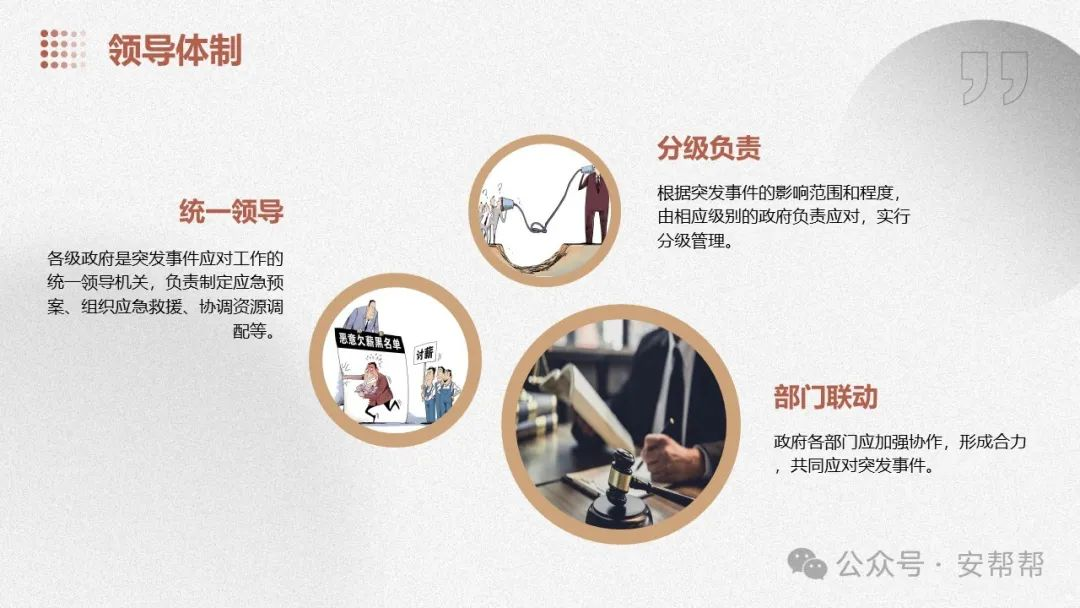 领导体制
统一领导
各级政府是突发事件应对工作的
统一领导机关，负责制定应急预
案、组织应急救援、协调资源调
配等。
分级负责
根据突发事件的影响范围和程度，
由相应级别的政府负责应对，实行
分级管理。
恶意欠薪黑名单
讨薪
部门联动
政府各部门应加强协作，形成合力
，共同应对突发事件。
公众号·安帮帮